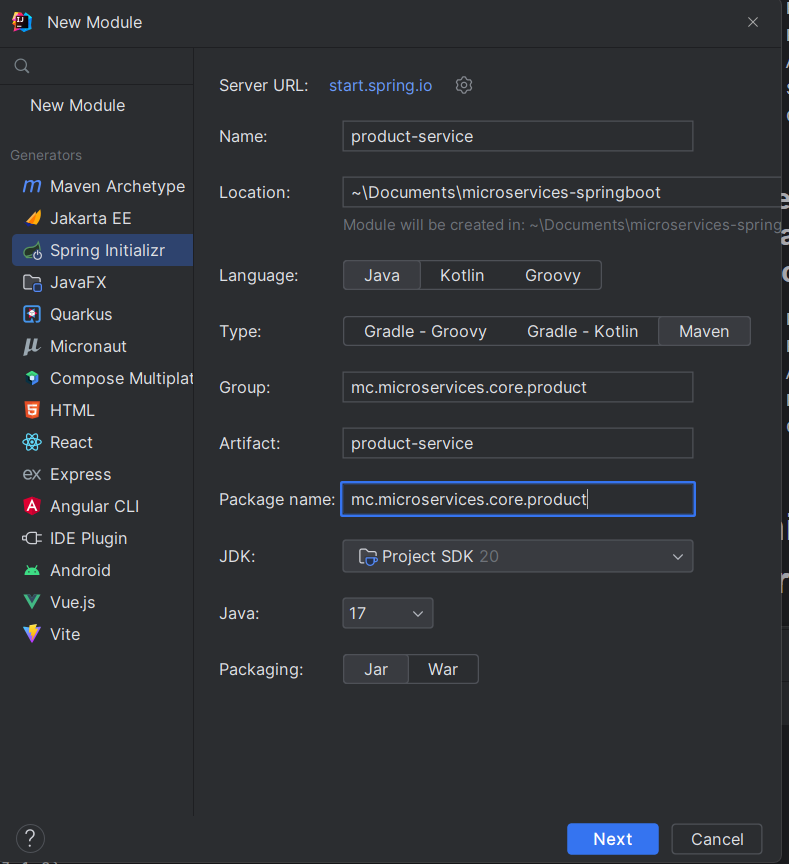 New Module
New Module
Generators
Maven Archetype
Jakarta EE
Spring Initializr
JavaFX
Quarkus
Micronaut
Compose Multiplat
HTML
React
ex Express
Angular CLI
IDE Plugin
Android
Vue.js
Vite
Server URL: start.spring.io
Name: product-service
Location: ~\Documents\microservices-springboot
Module will be created in: ~\Documents\microservices-spring
Language: Java Kotlin Groovy
Type: Gradle - Groovy Gradle - Kotlin Maven
Group: mc.microservices.core.product
Artifact: product-service
Package name: mc.microservices.core.product
JDK: Project SDK 20
Java: 17
Packaging: Jar War
? Next Cancel